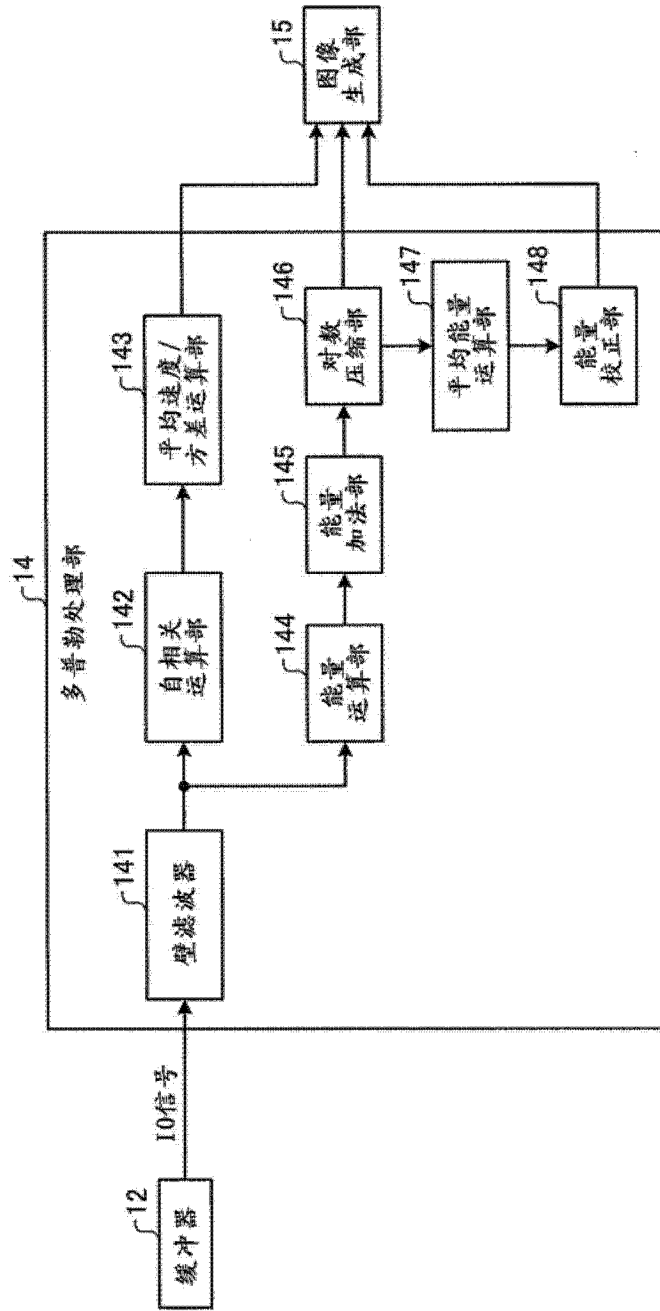 14
多普勒处理部
12
缓冲器
IQ信号
141
壁滤波器
142
自相关
运算部
143
平均速度/
方差运算部
144
能量
运算部
145
能量
加法部
146
对数
压缩部
147
平均能量
运算部
148
能量
校正部
15
图像
生成部